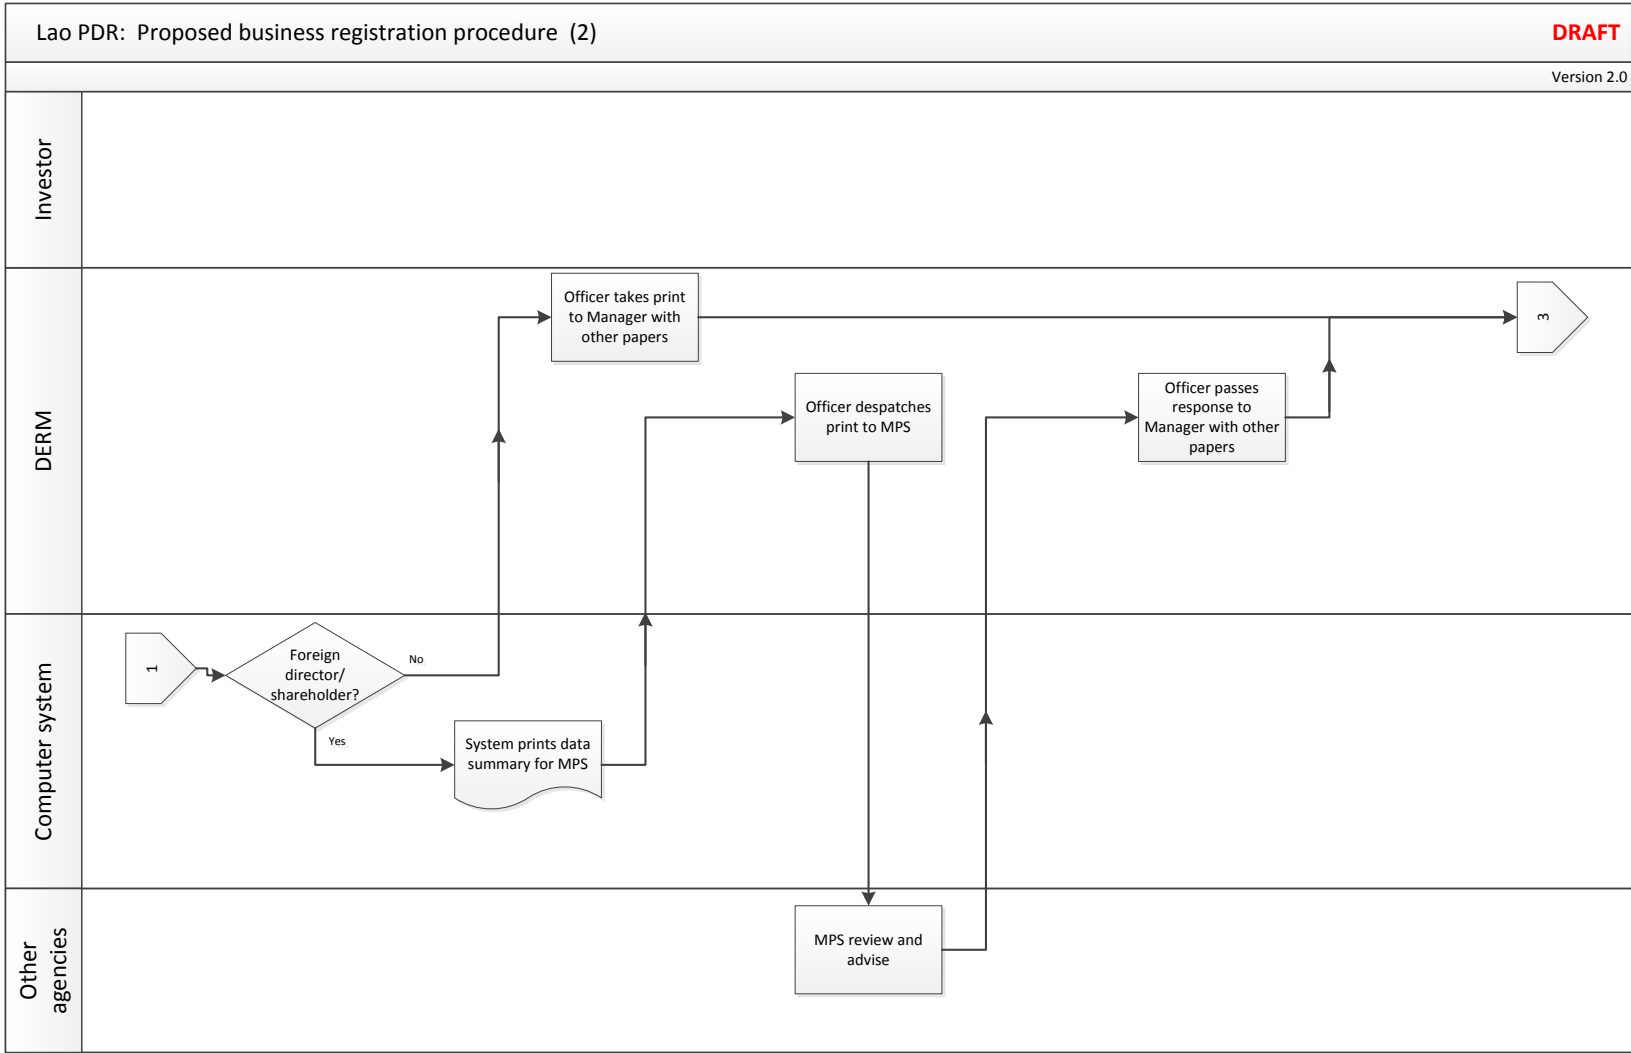 Lao PDR:  Proposed business registration procedure  (2)
DRAFT
Version 2.0
Investor
DERM
Officer takes print
to Manager with
other papers
3
Officer despatches
print to MPS
Officer passes
response to
Manager with other
papers
Computer system
1
Foreign
director/
shareholder?
No
Yes
System prints data
summary for MPS
Other
agencies
MPS review and
advise